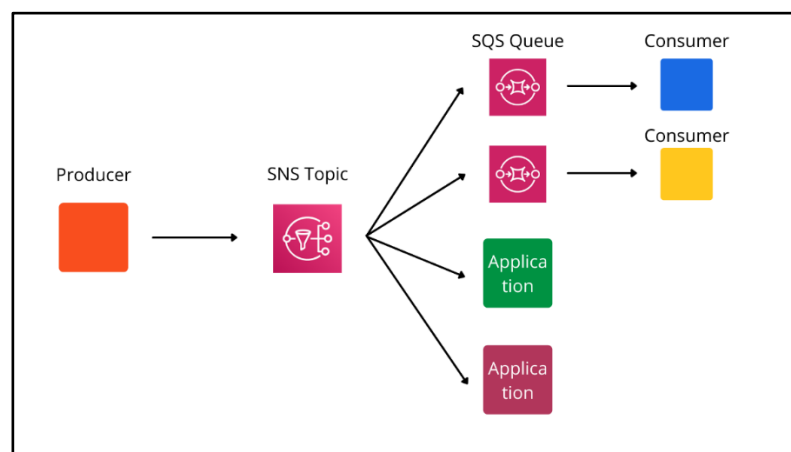 SQS Queue
Consumer
Consumer
Producer
SNS Topic
Applica
tion
Applica
tion